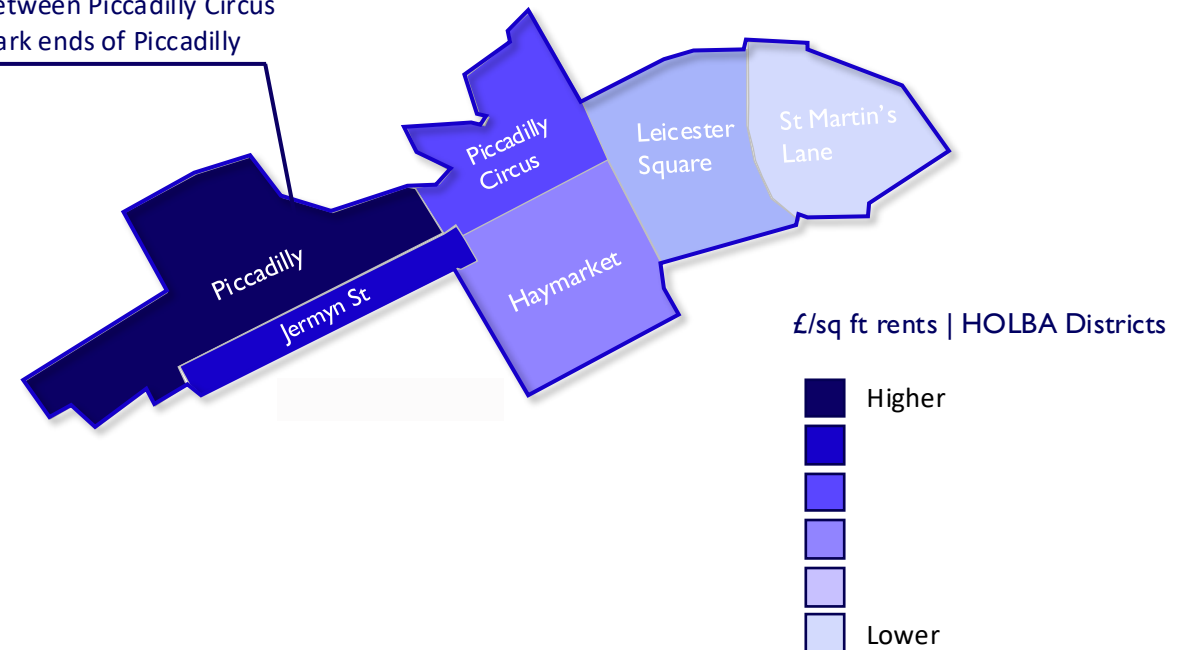 etween Piccadilly Circus
ark ends of Piccadilly
Piccadilly
Circus
Leicester
Square
St Martin's
Lane
Piccadilly
Jermyn St
Haymarket
£/sq ft rents | HOLBA Districts
Higher
Lower